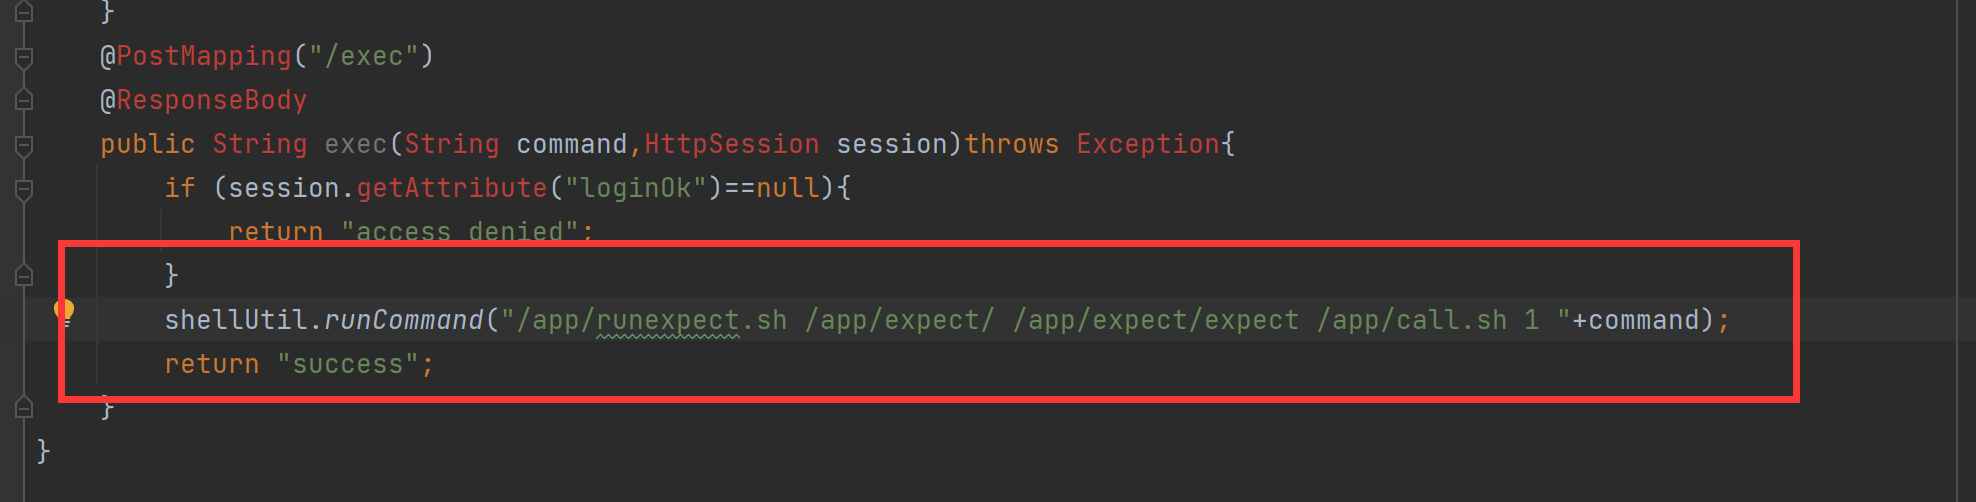 }
@PostMapping("/exec")
@ResponseBody
public String exec(String command,HttpSession session)throws Exception{
if (session.getAttribute("loginOk")==null){
return "access denied";
}
shellUtil.runCommand("/app/runexpect.sh /app/expect/ /app/expect/expect /app/call.sh 1 "+command);
return "success";
}
}